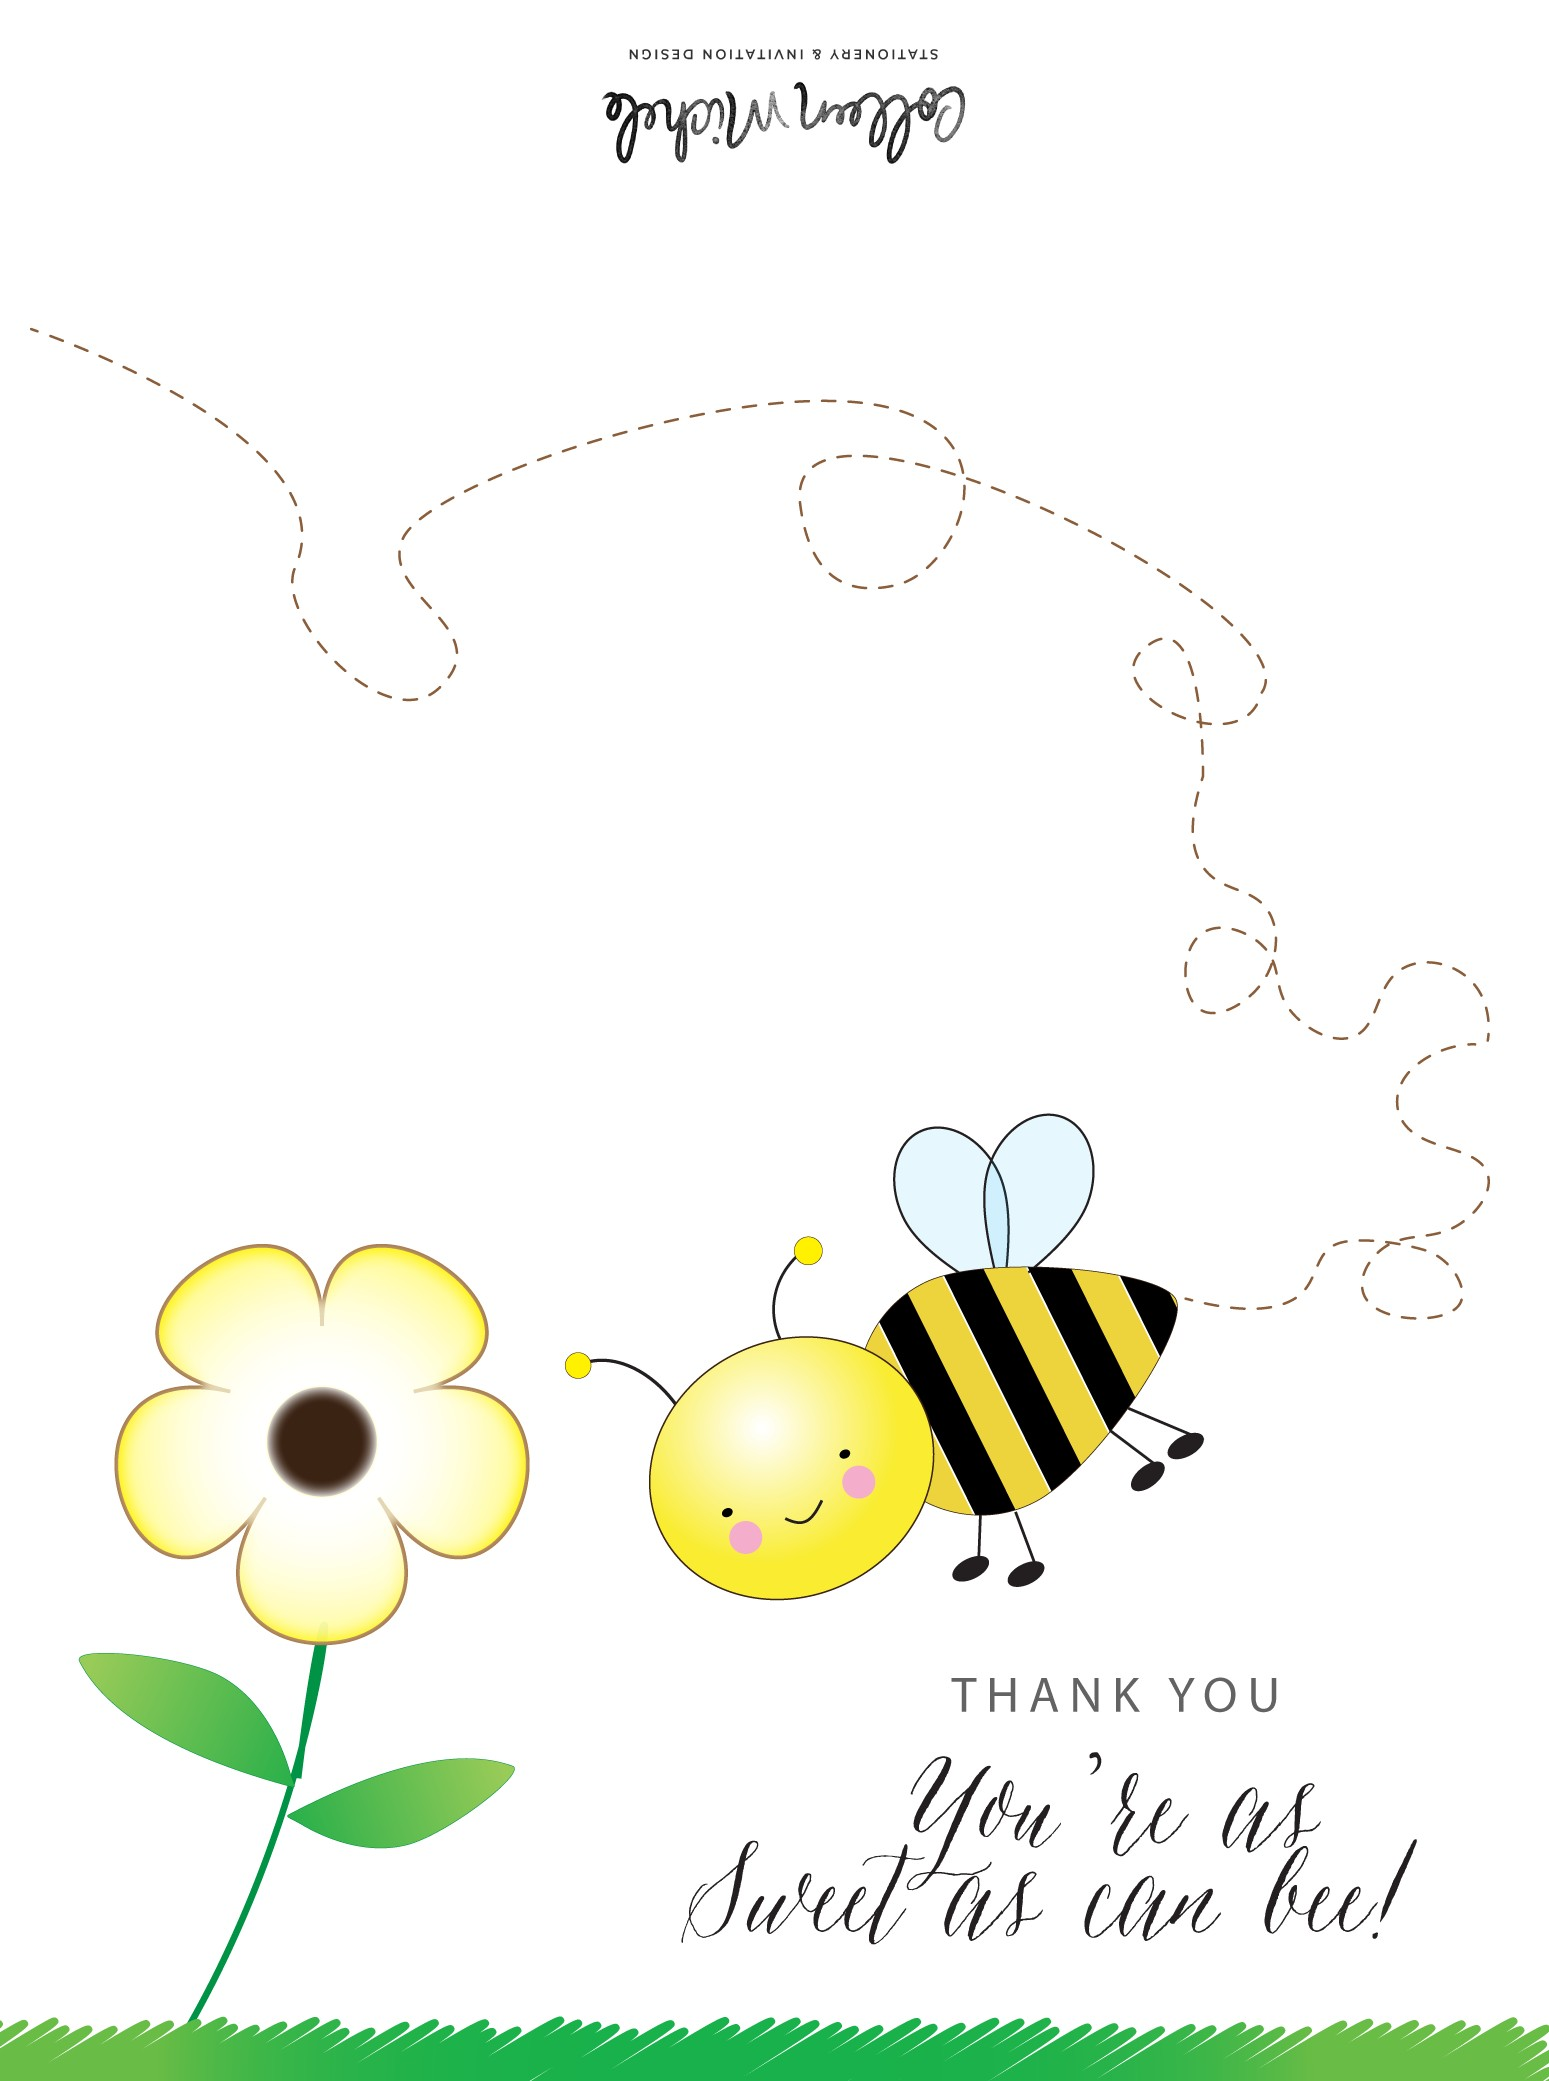 STATIONERY & INVITATION DESIGN
Colleen Michele
THANK YOU
You're as
Sweet as can bee!